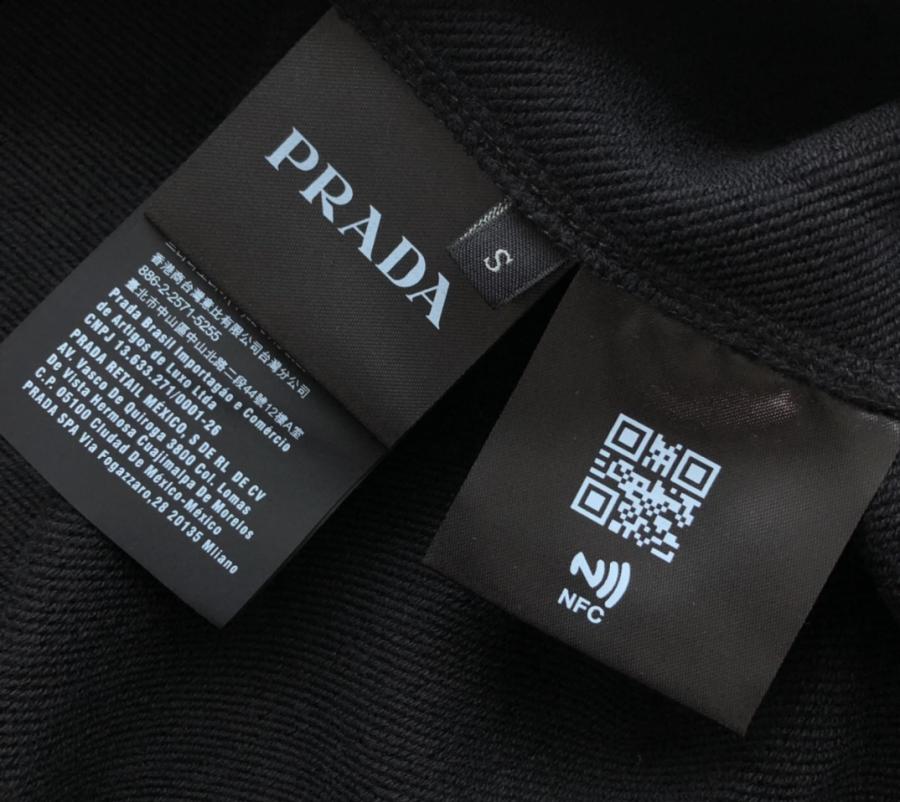 PRADA
S
香港商台灣普拉達有限公司台灣分公司
886-2-2571-5255
臺北市中山區中山北路二段44號12樓A室
Prada Brasil Importagao e Comércio
de Artigos de Luxo Ltda
CNPJ 13.633.277/0001-26
PRADA RETAIL MÉXICO, S DE RL DE CV
AV. Vasco De Quiroga 3800 Col. Lomas
De Vista Hermosa Cuajimalpa De Morelos
C.P. 05100 Ciudad De México-México
PRADA SPA Via Fogazzaro,28 20135 Milano
NFC